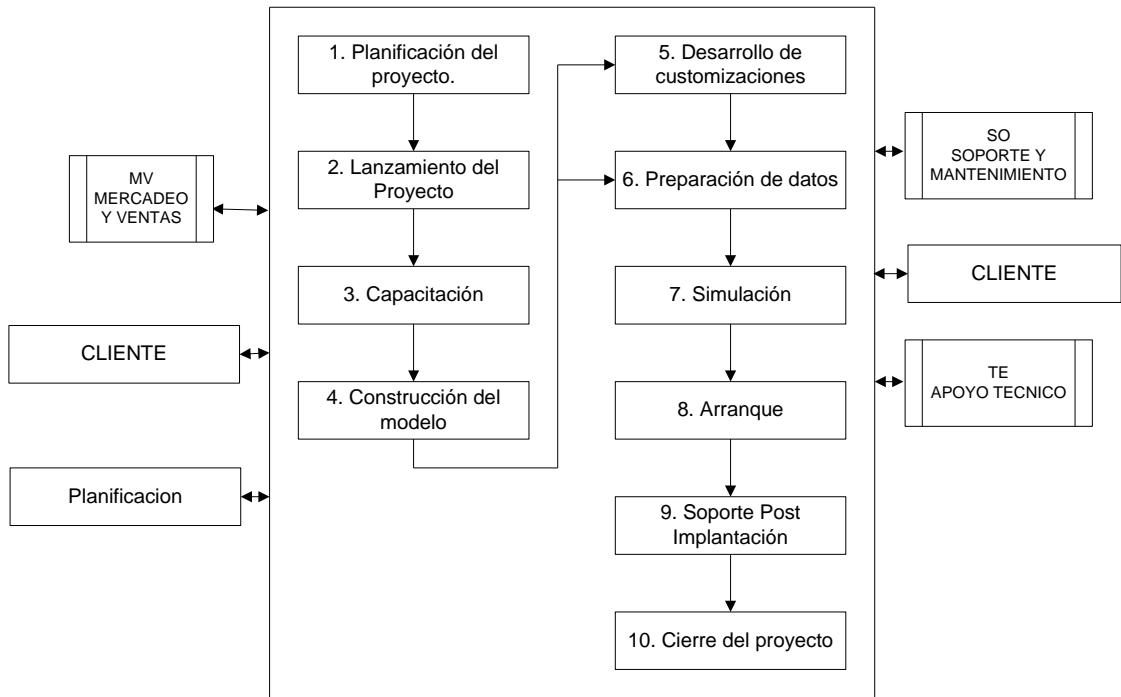 MV
MERCADEO
Y VENTAS
CLIENTE
Planificacion
1. Planificación del
proyecto.
2. Lanzamiento del
Proyecto
3. Capacitación
4. Construcción del
modelo
5. Desarrollo de
customizaciones
6. Preparación de datos
7. Simulación
8. Arranque
9. Soporte Post
Implantación
10. Cierre del proyecto
SO
SOPORTE Y
MANTENIMIENTO
CLIENTE
TE
APOYO TECNICO